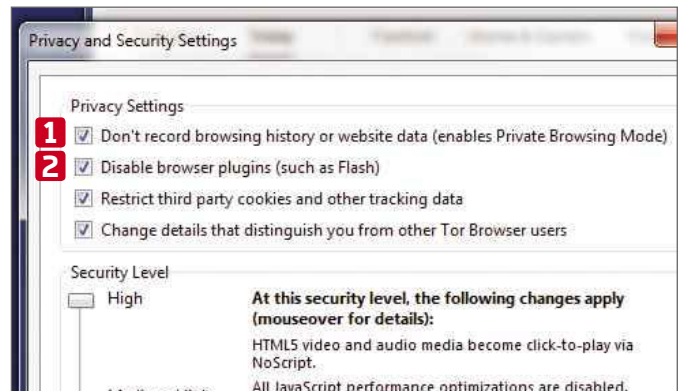 Privacy and Security Settings
Privacy Settings
1 Don't record browsing history or website data (enables Private Browsing Mode)
2 Disable browser plugins (such as Flash)
Restrict third party cookies and other tracking data
Change details that distinguish you from other Tor Browser users
Security Level
High
At this security level, the following changes apply
(mouseover for details):
HTML5 video and audio media become click-to-play via
NoScript.
All JavaScript performance optimizations are disabled.